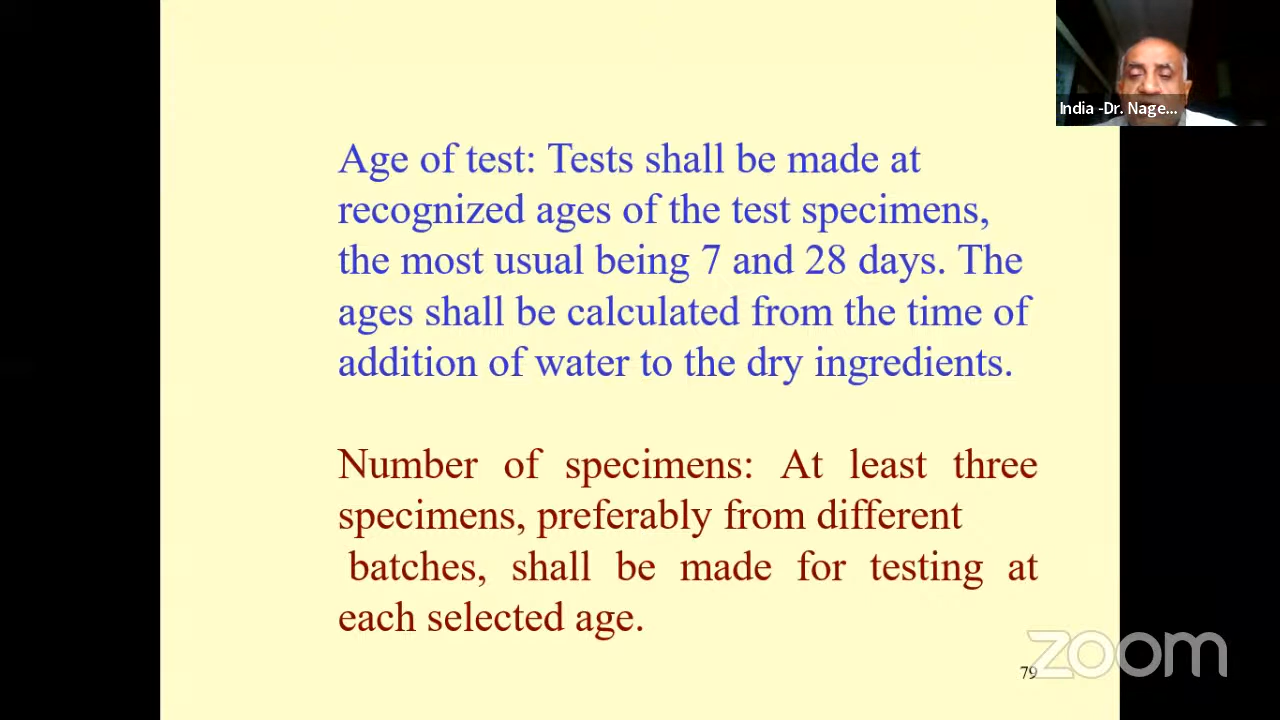 India -Dr. Nage...
Age of test: Tests shall be made at
recognized ages of the test specimens,
the most usual being 7 and 28 days. The
ages shall be calculated from the time of
addition of water to the dry ingredients.
Number of specimens: At least three
specimens, preferably from different
batches, shall be made for testing at
each selected age.
79
zoom